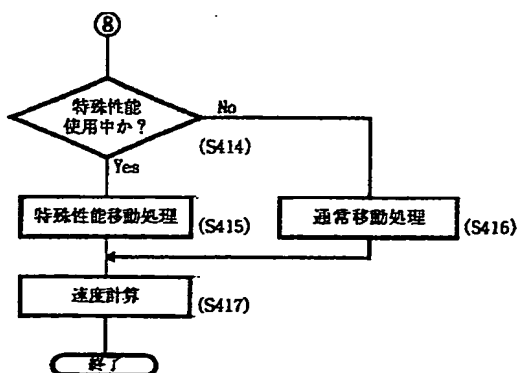 ⑧
特殊性能
使用中か?
No
(S414)
Yes
特殊性能移動処理
(S415)
通常移動処理
(S416)
速度計算
(S417)
終了